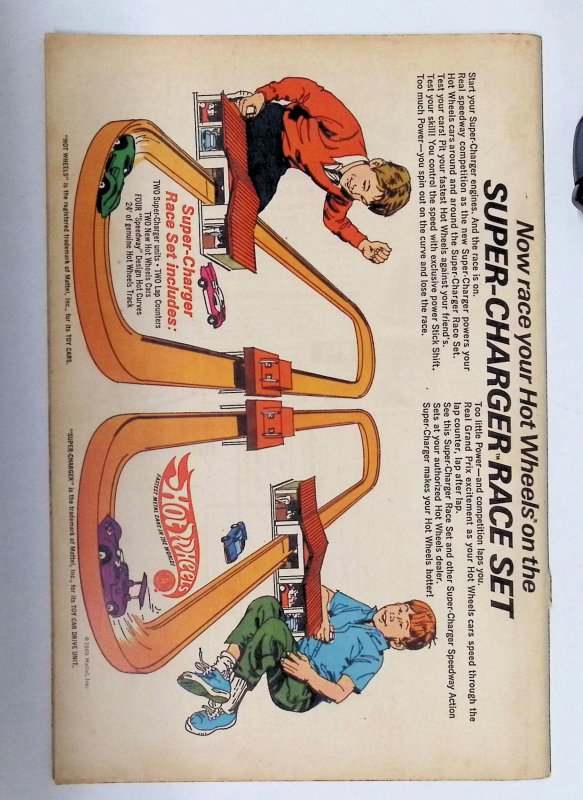 Now race your Hot Wheels® on the
SUPER-CHARGER™ RACE SET
Start your Super-Charger engines. And the race is on.
Real speedway competition as the new Super-Charger powers your
Hot Wheels cars around and around the Super-Charger Race Set.
Test your cars! Pit your fastest Hot Wheels against your friend's.
Test your skill! You control the speed with exclusive power Stick Shift.
Too much Power—you spin out on the curve and lose the race.
Too little Power—and competition laps you.
Real Grand Prix excitement as your Hot Wheels cars speed through the
lap counter, lap after lap.
See this Super-Charger Race Set and other Super-Charger Speedway Action
Sets at your authorized Hot Wheels dealer.
Super-Charger makes your Hot Wheels hotter!
Super-Charger
Race Set includes:
TWO Super-Charger units • TWO Lap Counters
TWO New Hot Wheels Cars
FOUR "Speedway" Design Hot Curves
24' of genuine Hot Wheels Track
HOT WHEELS
FASTEST METAL CARS IN THE WORLD!
"HOT WHEELS" is the registered trademark of Mattel, Inc., for its TOY CARS.
"SUPER-CHARGER" is the trademark of Mattel, Inc., for its TOY CAR DRIVE UNIT.
©1969 Mattel, Inc.